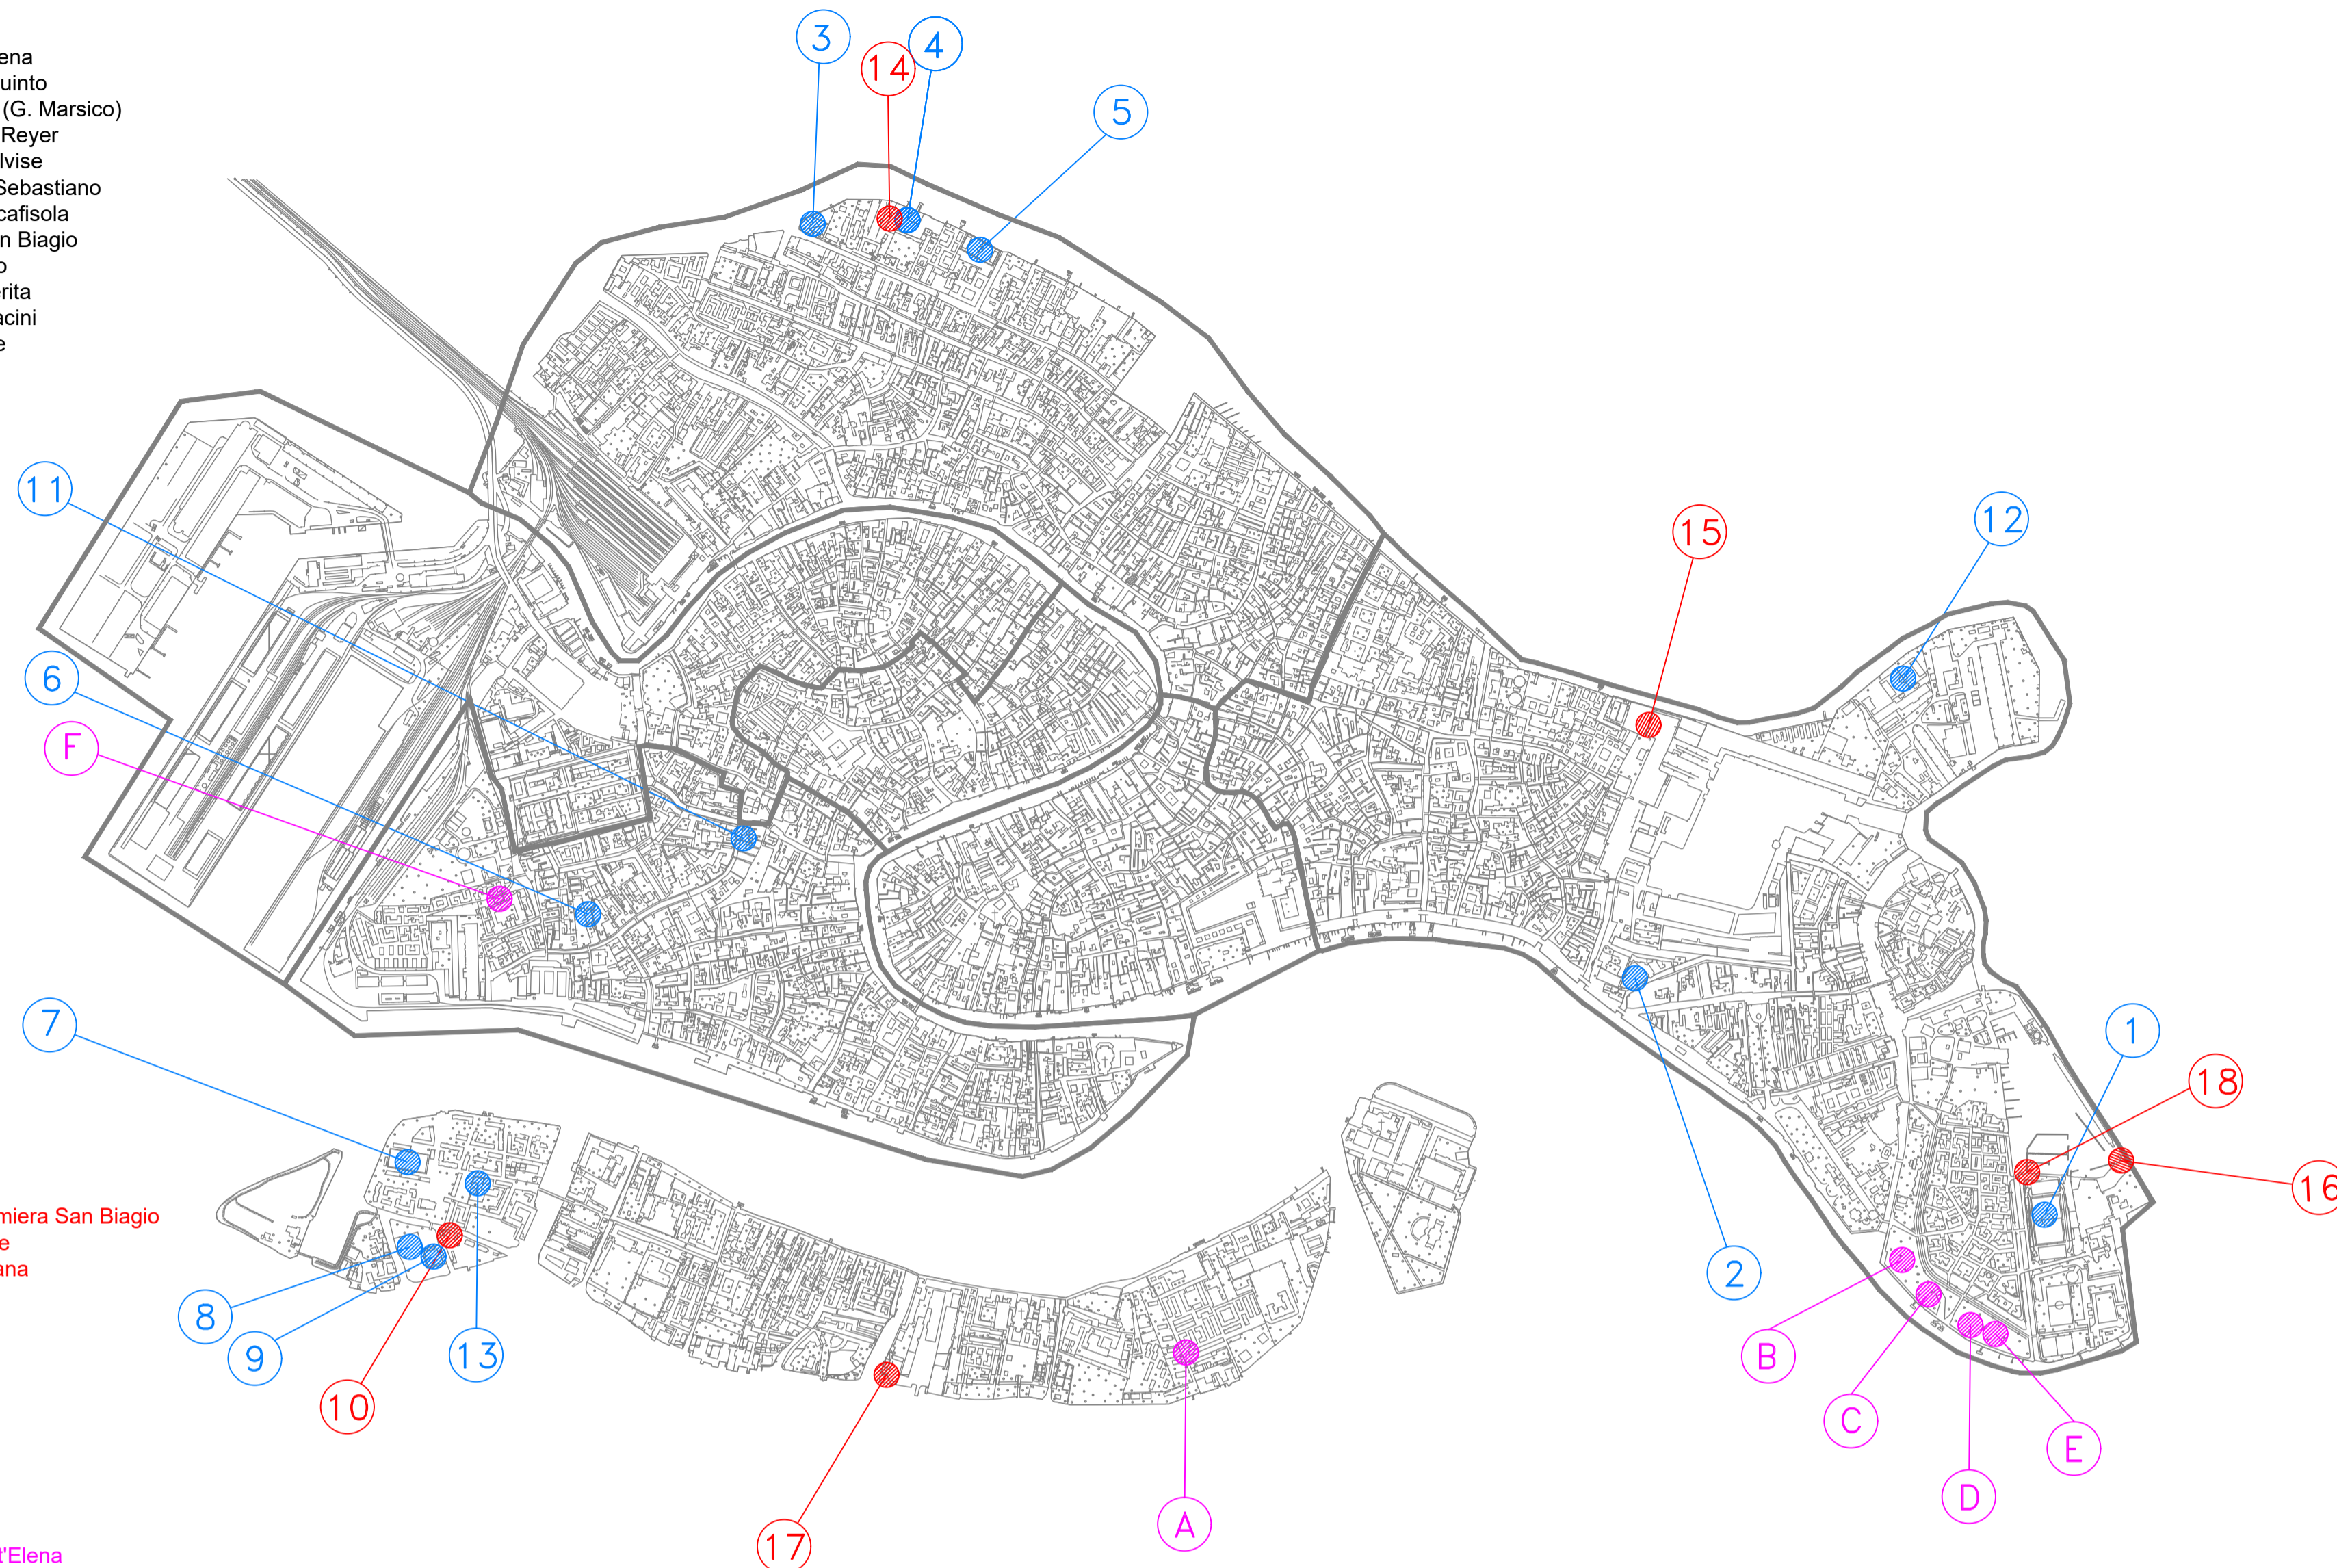 ena
uinto
(G. Marsico)
Reyer
lvise
Sebastiano
cafisola
n Biagio
o
erita
acini
e
3
14
4
5
11
15
12
6
F
7
1
18
16
2
miera San Biagio
e
ana
8
9
13
10
B
C
E
D
A
17
t'Elena